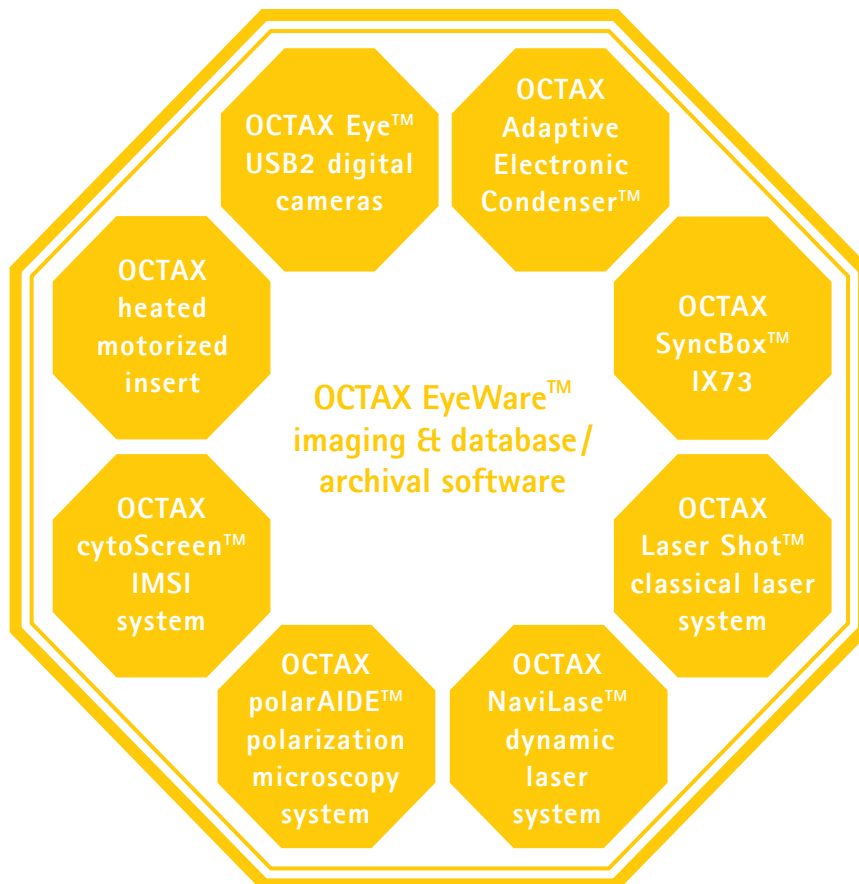 OCTAX Eye™
USB2 digital
cameras
OCTAX
Adaptive
Electronic
Condenser™
OCTAX
heated
motorized
insert
OCTAX
SyncBox™
IX73
OCTAX EyeWare™
imaging & database/
archival software
OCTAX
cytoScreen™
IMSI
system
OCTAX
Laser Shot™
classical laser
system
OCTAX
polarAIDE™
polarization
microscopy
system
OCTAX
NaviLase™
dynamic
laser
system